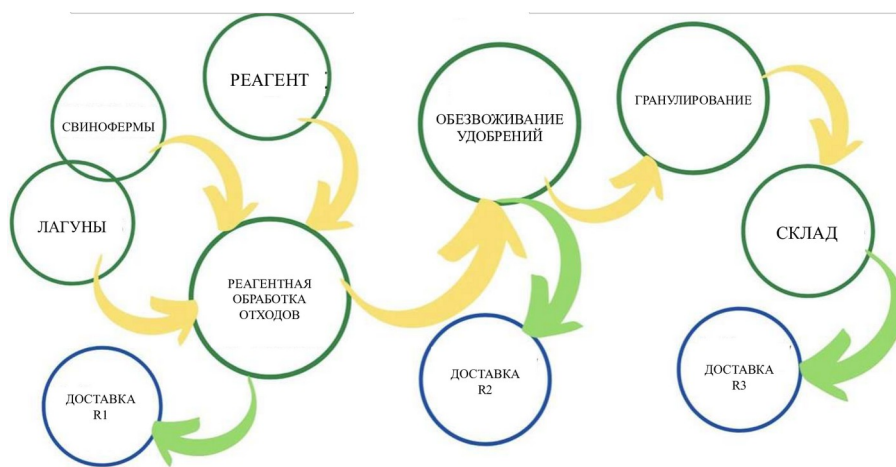 РЕАГЕНТ
СВИНОФЕРМЫ
ЛАГУНЫ
РЕАГЕНТНАЯ
ОБРАБОТКА
ОТХОДОВ
ДОСТАВКА
R1
ОБЕЗВОЖИВАНИЕ
УДОБРЕНИЙ
ДОСТАВКА
R2
ГРАНУЛИРОВАНИЕ
СКЛАД
ДОСТАВКА
R3